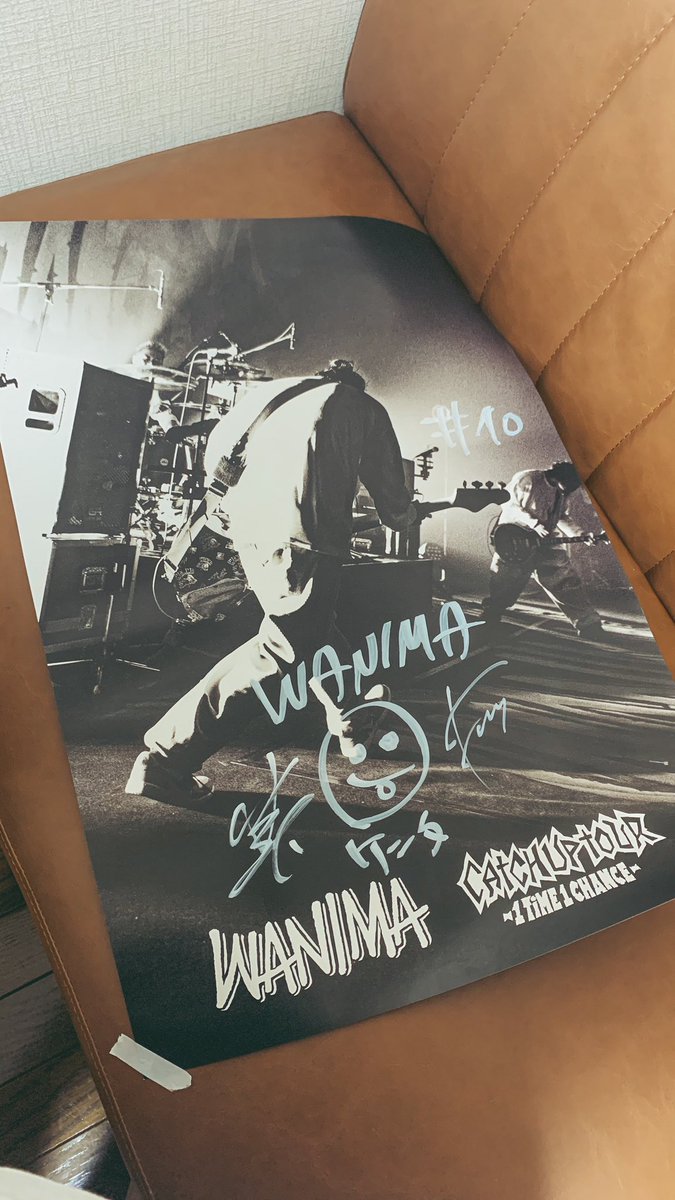 #10
WANIMA
ケンタ
WANIMA
CATCH UP TOUR
-1 TIME 1 CHANCE-